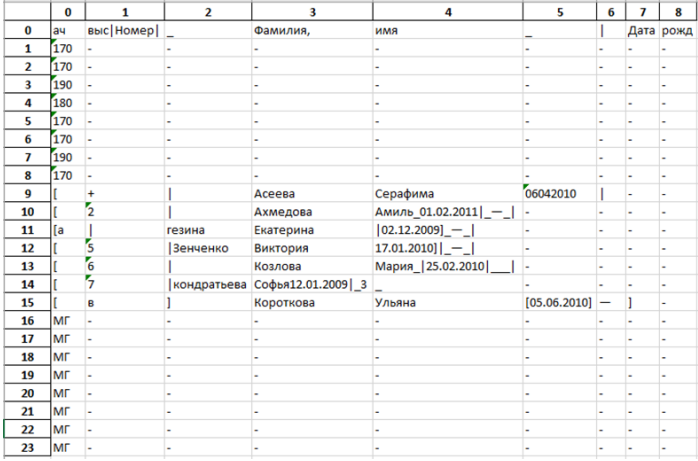 0 1 2 3 4 5 6 7 8
0 ач выс|Номер| _ Фамилия, имя _ | Дата рожд
1 170 - - - - - - - -
2 170 - - - - - - - -
3 190 - - - - - - - -
4 180 - - - - - - - -
5 170 - - - - - - - -
6 170 - - - - - - - -
7 190 - - - - - - - -
8 170 - - - - - - - -
9 [ + | Асеева Серафима 06042010 | - -
10 [ 2 | Ахмедова Амиль_01.02.2011|_—_| - - - -
11 [а | гезина Екатерина |02.12.2009]_—_| - - - -
12 [ 5 |Зенченко Виктория 17.01.2010]|_—_| - - - -
13 [ 6 | Козлова Мария_|25.02.2010|___| - - - -
14 [ 7 |кондратьева Софья12.01.2009|_3 _ - - - -
15 [ в ] Короткова Ульяна [05.06.2010] — ] -
16 МГ - - - - - - - -
17 МГ - - - - - - - -
18 МГ - - - - - - - -
19 МГ - - - - - - - -
20 МГ - - - - - - - -
21 МГ - - - - - - - -
22 МГ - - - - - - - -
23 МГ - - - - - - - -